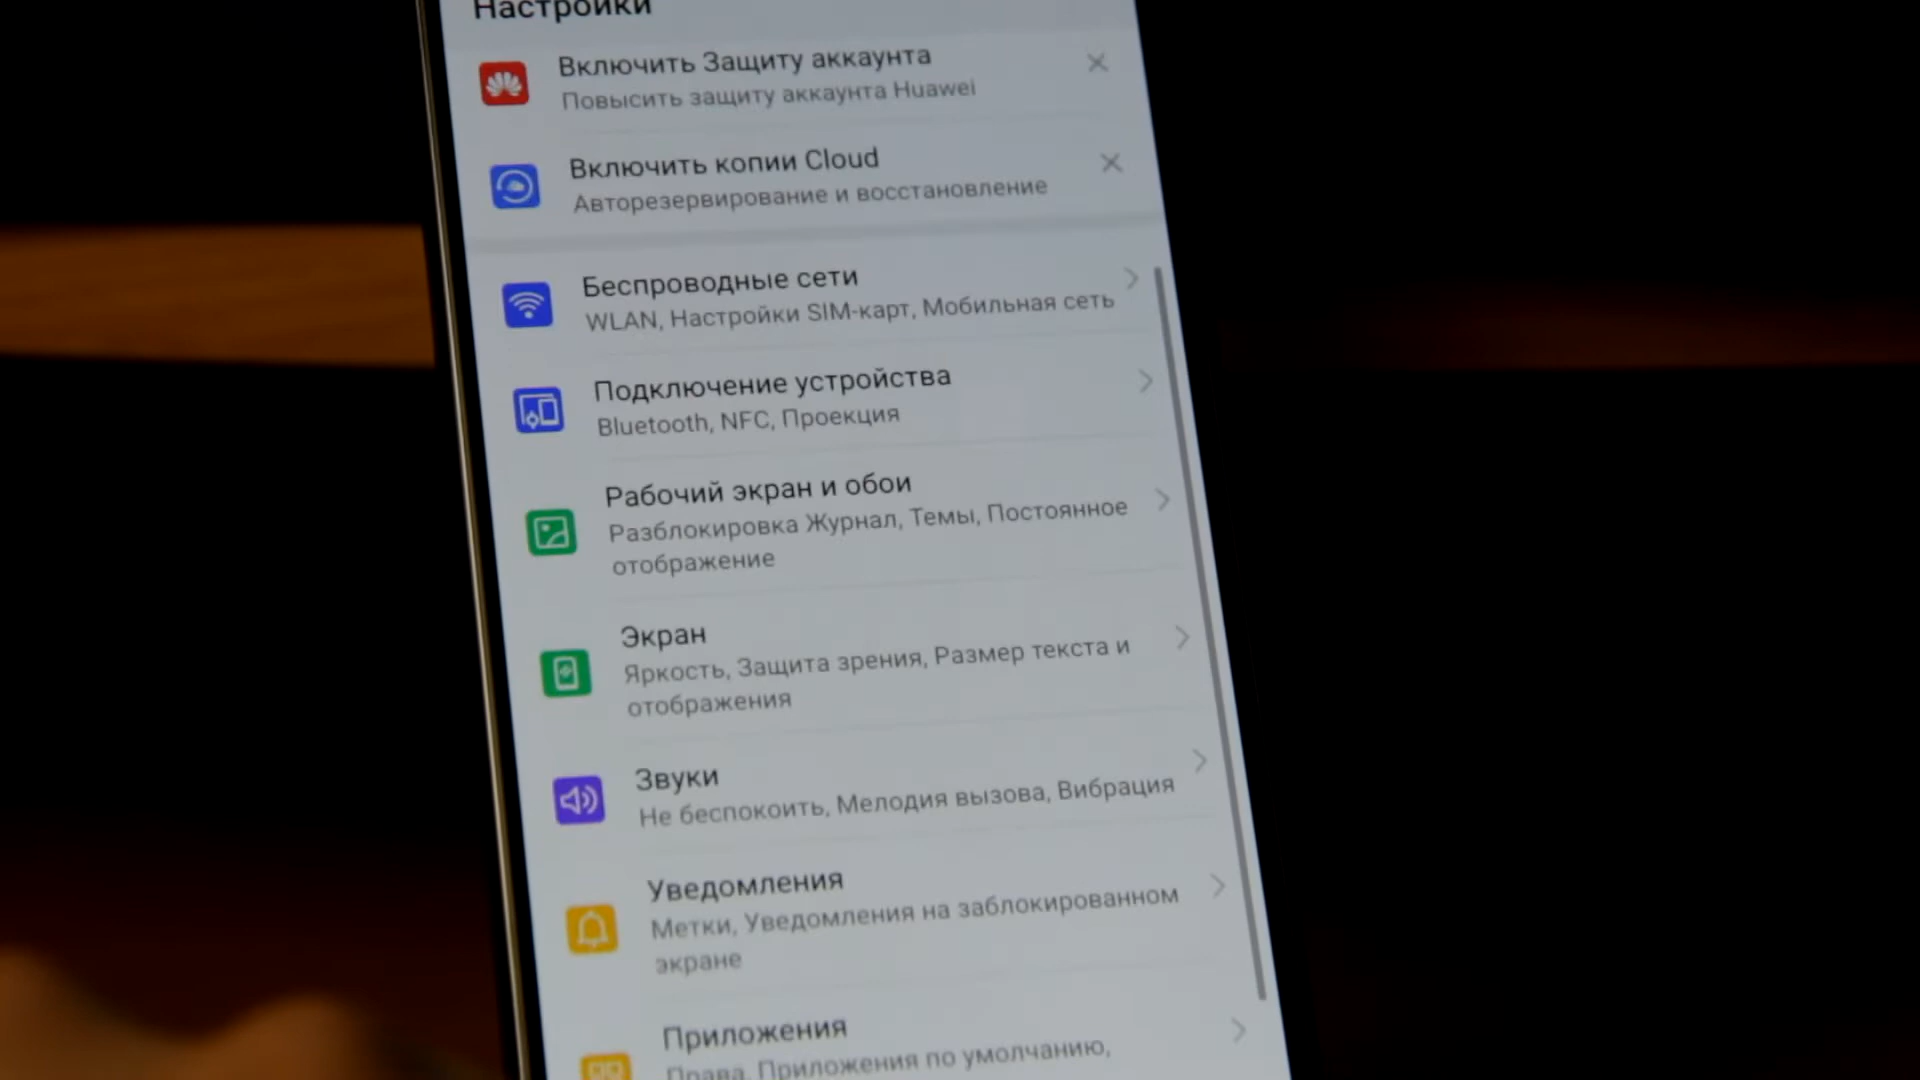 Настройки
Включить Защиту аккаунта
Повысить защиту аккаунта Huawei
Включить копии Cloud
Авторезервирование и восстановление
Беспроводные сети
WLAN, Настройки SIM-карт, Мобильная сеть
Подключение устройства
Bluetooth, NFC, Проекция
Рабочий экран и обои
Разблокировка Журнал, Темы, Постоянное
отображение
Экран
Яркость, Защита зрения, Размер текста и
отображения
Звуки
Не беспокоить, Мелодия вызова, Вибрация
Уведомления
Метки, Уведомления на заблокированном
экране
Приложения
Права, Приложения по умолчанию,